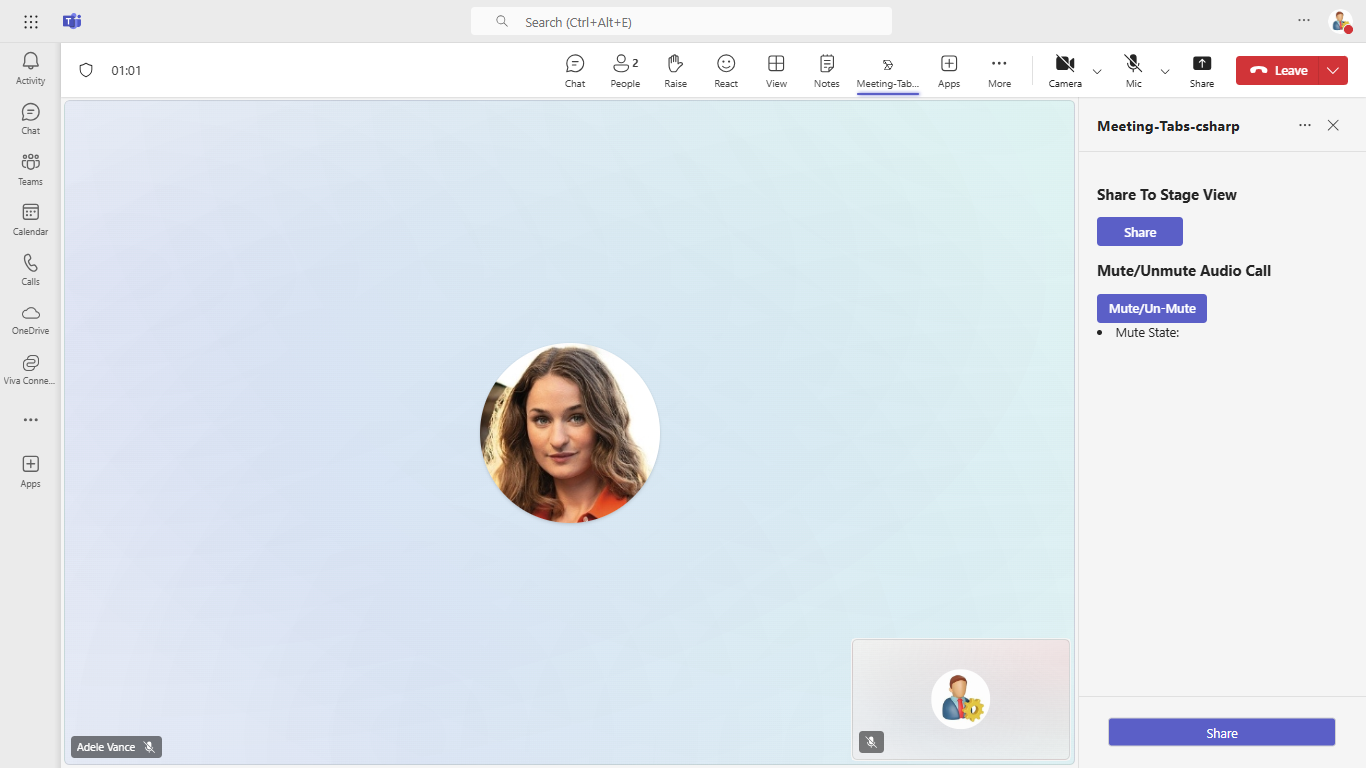 Search (Ctrl+Alt+E)
Activity
Chat
Teams
Calendar
Calls
OneDrive
Viva Conne...
Apps
01:01
Chat
People 2
Raise
React
View
Notes
Meeting-Tab...
Apps
More
Camera
Mic
Share
Leave
Adele Vance
Meeting-Tabs-csharp
Share To Stage View
Share
Mute/Unmute Audio Call
Mute/Un-Mute
Mute State:
Share